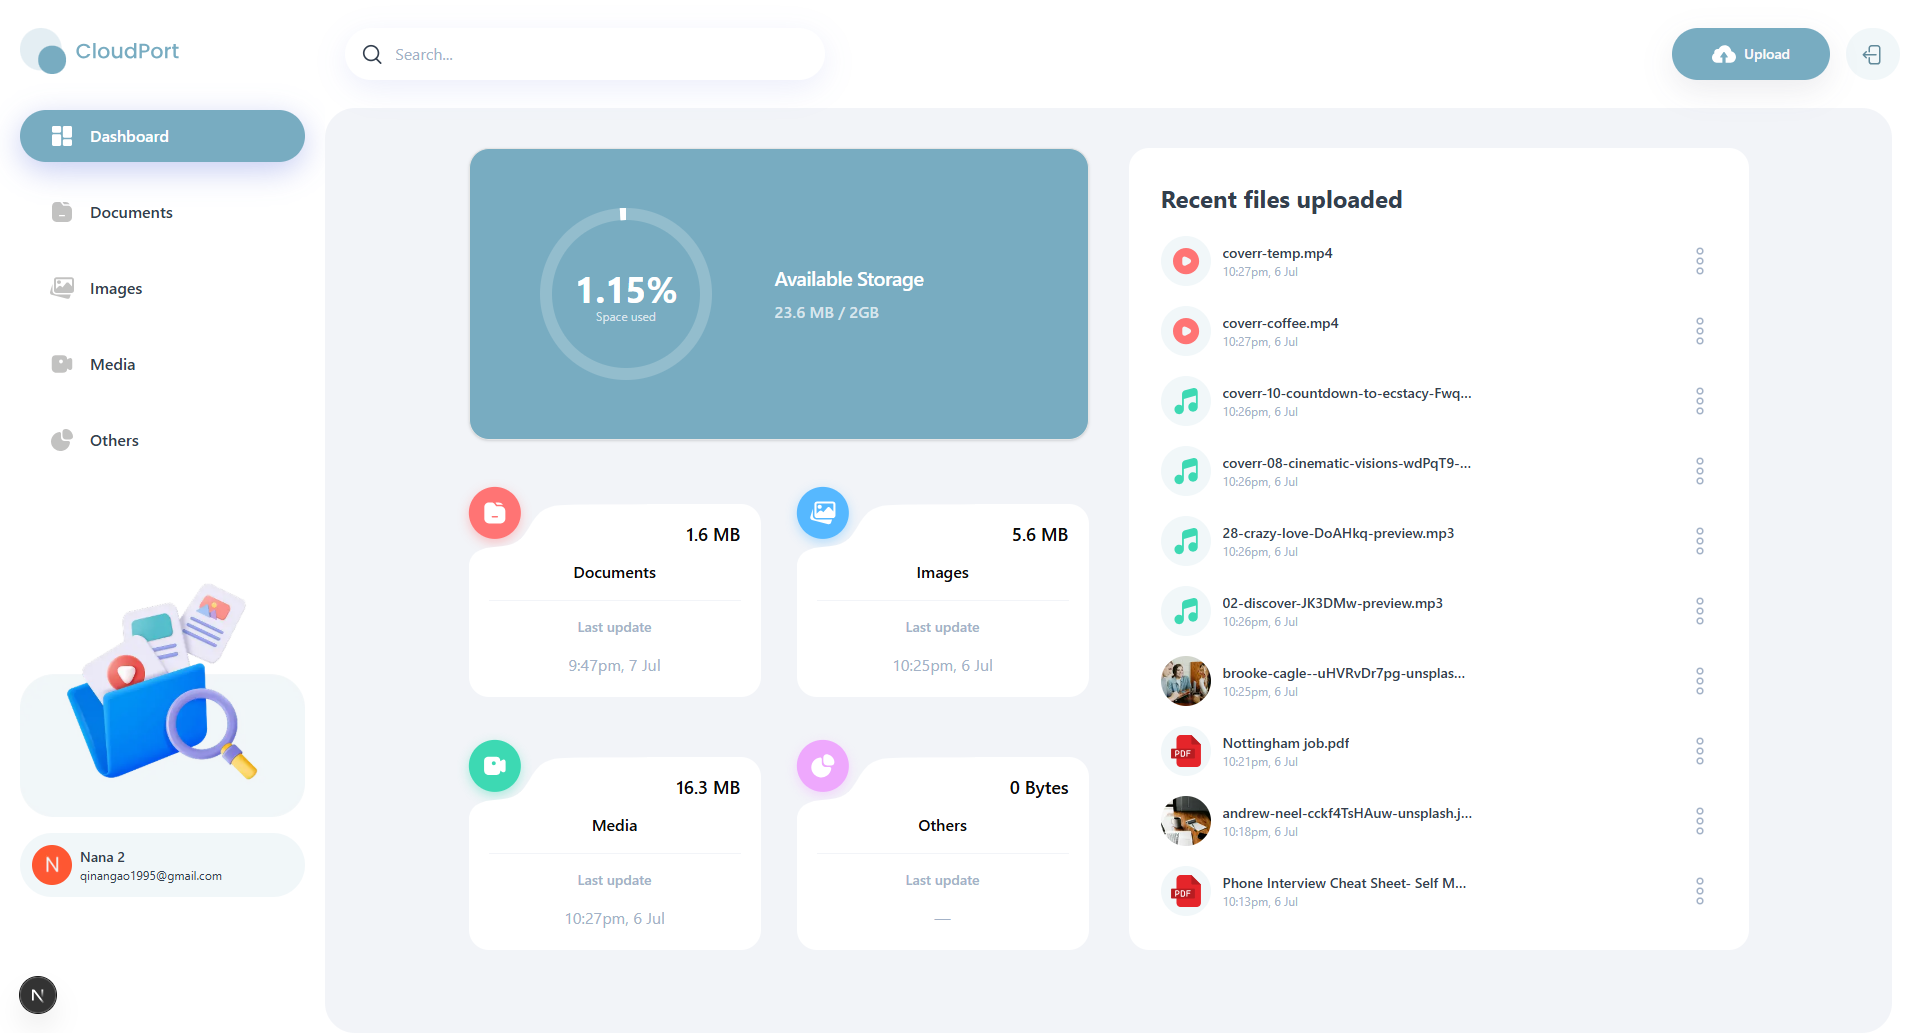 CloudPort
Search...
Upload
Dashboard
Documents
Images
Media
Others
Nana 2
qinangao1995@gmail.com
N
N
1.15%
Space used
Available Storage
23.6 MB / 2GB
1.6 MB
Documents
Last update
9:47pm, 7 Jul
5.6 MB
Images
Last update
10:25pm, 6 Jul
16.3 MB
Media
Last update
10:27pm, 6 Jul
0 Bytes
Others
Last update
—
Recent files uploaded
coverr-temp.mp4
10:27pm, 6 Jul
coverr-coffee.mp4
10:27pm, 6 Jul
coverr-10-countdown-to-ecstacy-Fwq...
10:26pm, 6 Jul
coverr-08-cinematic-visions-wdPqT9-...
10:26pm, 6 Jul
28-crazy-love-DoAHkq-preview.mp3
10:26pm, 6 Jul
02-discover-JK3DMw-preview.mp3
10:26pm, 6 Jul
brooke-cagle--uHVRvDr7pg-unsplas...
10:25pm, 6 Jul
PDF
Nottingham job.pdf
10:21pm, 6 Jul
andrew-neel-cckf4TsHAuw-unsplash.j...
10:18pm, 6 Jul
PDF
Phone Interview Cheat Sheet- Self M...
10:13pm, 6 Jul